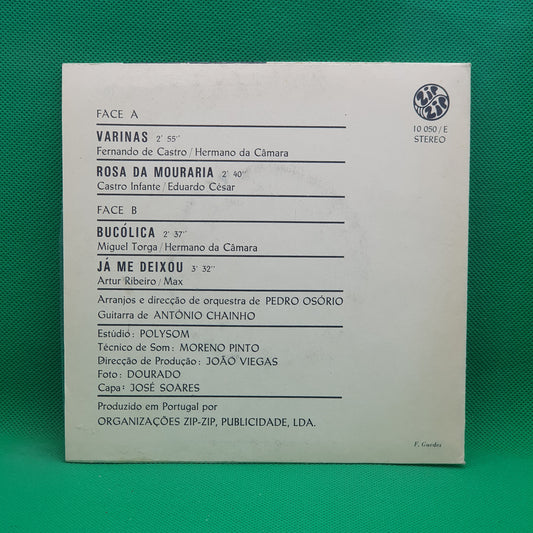 FACE A
VARINAS 2' 55''
Fernando de Castro/Hermano da Câmara
ROSA DA MOURARIA 2' 40''
Castro Infante/Eduardo César
FACE B
BUCÓLICA 2' 37''
Miguel Torga/Hermano da Câmara
JÁ ME DEIXOU 3' 32''
Artur Ribeiro/Max
Arranjos e direcção de orquestra de PEDRO OSÓRIO
Guitarra de ANTÓNIO CHAINHO
Estúdio: POLYSOM
Técnico de Som: MORENO PINTO
Direcção de Produção: JOÃO VIEGAS
Foto: DOURADO
Capa: JOSÉ SOARES
Produzido em Portugal por
ORGANIZAÇÕES ZIP-ZIP, PUBLICIDADE, LDA.
ZIP
ZIP
10 050/E
STEREO
F. Guedes